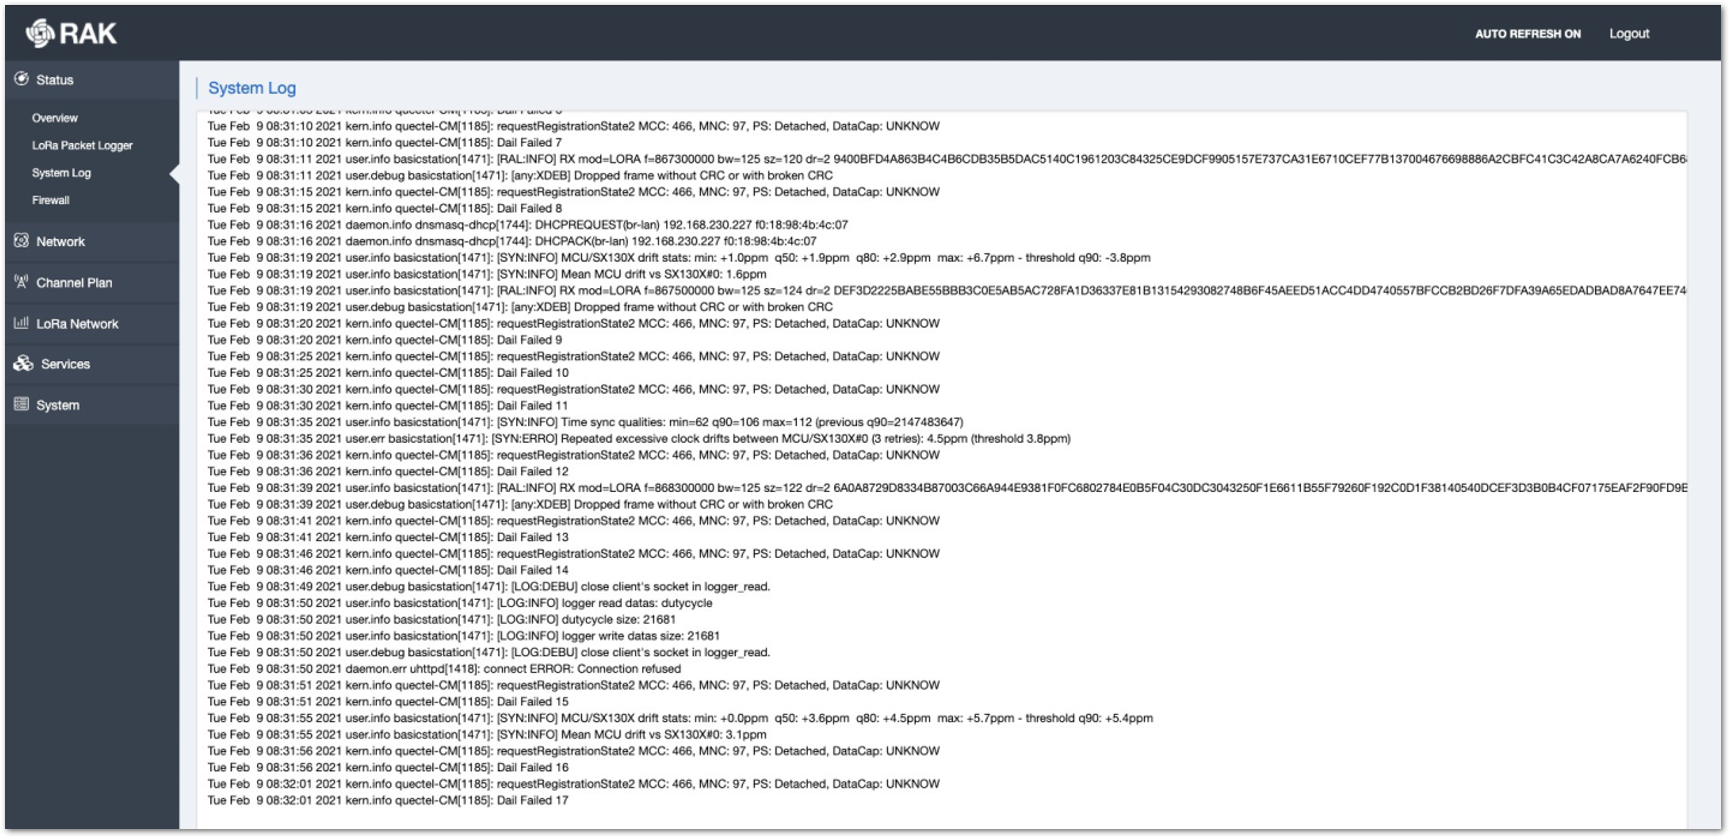 RAK
AUTO REFRESH ON
Logout
Status
Overview
LoRa Packet Logger
System Log
Firewall
Network
Channel Plan
LoRa Network
Services
System
System Log
Tue Feb 9 08:31:10 2021 kern.info quectel-CM[1185]: requestRegistrationState2 MCC: 466, MNC: 97, PS: Detached, DataCap: UNKNOW
Tue Feb 9 08:31:10 2021 kern.info quectel-CM[1185]: Dail Failed 7
Tue Feb 9 08:31:11 2021 user.info basicstation[1471]: [RAL:INFO] RX mod=LORA f=867300000 bw=125 sz=120 dr=2
Tue Feb 9 08:31:11 2021 user.debug basicstation[1471]: [any:XDEB] Dropped frame without CRC or with broken CRC
Tue Feb 9 08:31:15 2021 kern.info quectel-CM[1185]: requestRegistrationState2 MCC: 466, MNC: 97, PS: Detached, DataCap: UNKNOW
Tue Feb 9 08:31:15 2021 kern.info quectel-CM[1185]: Dail Failed 8
Tue Feb 9 08:31:16 2021 daemon.info dnsmasq-dhcp[1744]: DHCPREQUEST(br-lan) 192.168.230.227 f0:18:98:4b:4c:07
Tue Feb 9 08:31:16 2021 daemon.info dnsmasq-dhcp[1744]: DHCPACK(br-lan) 192.168.230.227 f0:18:98:4b:4c:07
Tue Feb 9 08:31:19 2021 user.info basicstation[1471]: [SYN:INFO] MCU/SX130X drift stats: min: +1.0ppm q50: +1.9ppm q80: +2.9ppm max: +6.7ppm - threshold q90: -3.8ppm
Tue Feb 9 08:31:19 2021 user.info basicstation[1471]: [SYN:INFO] Mean MCU drift vs SX130X#0: 1.6ppm
Tue Feb 9 08:31:19 2021 user.info basicstation[1471]: [RAL:INFO] RX mod=LORA f=867500000 bw=125 sz=124 dr=2
Tue Feb 9 08:31:19 2021 user.debug basicstation[1471]: [any:XDEB] Dropped frame without CRC or with broken CRC
Tue Feb 9 08:31:20 2021 kern.info quectel-CM[1185]: requestRegistrationState2 MCC: 466, MNC: 97, PS: Detached, DataCap: UNKNOW
Tue Feb 9 08:31:20 2021 kern.info quectel-CM[1185]: Dail Failed 9
Tue Feb 9 08:31:25 2021 kern.info quectel-CM[1185]: requestRegistrationState2 MCC: 466, MNC: 97, PS: Detached, DataCap: UNKNOW
Tue Feb 9 08:31:25 2021 kern.info quectel-CM[1185]: Dail Failed 10
Tue Feb 9 08:31:30 2021 kern.info quectel-CM[1185]: requestRegistrationState2 MCC: 466, MNC: 97, PS: Detached, DataCap: UNKNOW
Tue Feb 9 08:31:30 2021 kern.info quectel-CM[1185]: Dail Failed 11
Tue Feb 9 08:31:35 2021 user.info basicstation[1471]: [SYN:INFO] Time sync qualities: min=62 q90=106 max=112 (previous q90=2147483647)
Tue Feb 9 08:31:35 2021 user.err basicstation[1471]: [SYN:ERRO] Repeated excessive clock drifts between MCU/SX130X#0 (3 retries): 4.5ppm (threshold 3.8ppm)
Tue Feb 9 08:31:36 2021 kern.info quectel-CM[1185]: requestRegistrationState2 MCC: 466, MNC: 97, PS: Detached, DataCap: UNKNOW
Tue Feb 9 08:31:36 2021 kern.info quectel-CM[1185]: Dail Failed 12
Tue Feb 9 08:31:39 2021 user.info basicstation[1471]: [RAL:INFO] RX mod=LORA f=868300000 bw=125 sz=122 dr=2
Tue Feb 9 08:31:39 2021 user.debug basicstation[1471]: [any:XDEB] Dropped frame without CRC or with broken CRC
Tue Feb 9 08:31:41 2021 kern.info quectel-CM[1185]: requestRegistrationState2 MCC: 466, MNC: 97, PS: Detached, DataCap: UNKNOW
Tue Feb 9 08:31:41 2021 kern.info quectel-CM[1185]: Dail Failed 13
Tue Feb 9 08:31:46 2021 kern.info quectel-CM[1185]: requestRegistrationState2 MCC: 466, MNC: 97, PS: Detached, DataCap: UNKNOW
Tue Feb 9 08:31:46 2021 kern.info quectel-CM[1185]: Dail Failed 14
Tue Feb 9 08:31:49 2021 user.debug basicstation[1471]: [LOG:DEBU] close client's socket in logger_read.
Tue Feb 9 08:31:50 2021 user.info basicstation[1471]: [LOG:INFO] logger read datas: dutycycle
Tue Feb 9 08:31:50 2021 user.info basicstation[1471]: [LOG:INFO] dutycycle size: 21681
Tue Feb 9 08:31:50 2021 user.info basicstation[1471]: [LOG:INFO] logger write datas size: 21681
Tue Feb 9 08:31:50 2021 user.debug basicstation[1471]: [LOG:DEBU] close client's socket in logger_read.
Tue Feb 9 08:31:50 2021 daemon.err uhttpd[1418]: connect ERROR: Connection refused
Tue Feb 9 08:31:51 2021 kern.info quectel-CM[1185]: requestRegistrationState2 MCC: 466, MNC: 97, PS: Detached, DataCap: UNKNOW
Tue Feb 9 08:31:51 2021 kern.info quectel-CM[1185]: Dail Failed 15
Tue Feb 9 08:31:55 2021 user.info basicstation[1471]: [SYN:INFO] MCU/SX130X drift stats: min: +0.0ppm q50: +3.6ppm q80: +4.5ppm max: +5.7ppm - threshold q90: +5.4ppm
Tue Feb 9 08:31:55 2021 user.info basicstation[1471]: [SYN:INFO] Mean MCU drift vs SX130X#0: 3.1ppm
Tue Feb 9 08:31:56 2021 kern.info quectel-CM[1185]: requestRegistrationState2 MCC: 466, MNC: 97, PS: Detached, DataCap: UNKNOW
Tue Feb 9 08:31:56 2021 kern.info quectel-CM[1185]: Dail Failed 16
Tue Feb 9 08:32:01 2021 kern.info quectel-CM[1185]: requestRegistrationState2 MCC: 466, MNC: 97, PS: Detached, DataCap: UNKNOW
Tue Feb 9 08:32:01 2021 kern.info quectel-CM[1185]: Dail Failed 17